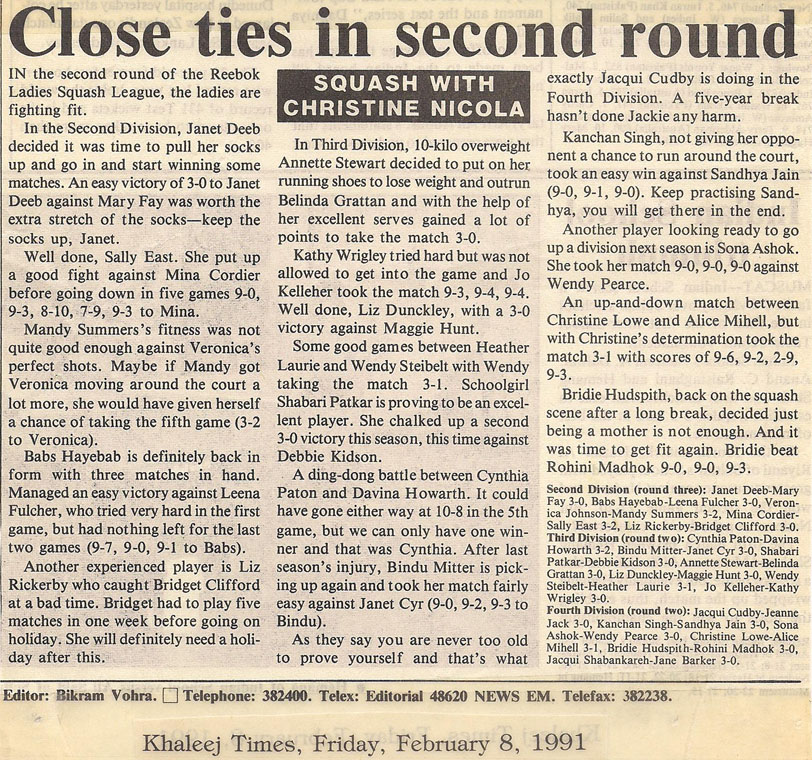 Close ties in second round
IN the second round of the Reebok
Ladies Squash League, the ladies are
fighting fit.
In the Second Division, Janet Deeb
decided it was time to pull her socks
up and go in and start winning some
matches. An easy victory of 3-0 to Janet
Deeb against Mary Fay was worth the
extra stretch of the socks—keep the
socks up, Janet.
Well done, Sally East. She put up
a good fight against Mina Cordier
before going down in five games 9-0,
9-3, 8-10, 7-9, 9-3 to Mina.
Mandy Summers's fitness was not
quite good enough against Veronica's
perfect shots. Maybe if Mandy got
Veronica moving around the court a
lot more, she would have given herself
a chance of taking the fifth game (3-2
to Veronica).
Babs Hayebab is definitely back in
form with three matches in hand.
Managed an easy victory against Leena
Fulcher, who tried very hard in the first
game, but had nothing left for the last
two games (9-7, 9-0, 9-1 to Babs).
Another experienced player is Liz
Rickerby who caught Bridget Clifford
at a bad time. Bridget had to play five
matches in one week before going on
holiday. She will definitely need a holi-
day after this.
SQUASH WITH
CHRISTINE NICOLA
In Third Division, 10-kilo overweight
Annette Stewart decided to put on her
running shoes to lose weight and outrun
Belinda Grattan and with the help of
her excellent serves gained a lot of
points to take the match 3-0.
Kathy Wrigley tried hard but was not
allowed to get into the game and Jo
Kelleher took the match 9-3, 9-4, 9-4.
Well done, Liz Dunckley, with a 3-0
victory against Maggie Hunt.
Some good games between Heather
Laurie and Wendy Steibelt with Wendy
taking the match 3-1. Schoolgirl
Shabari Patkar is proving to be an excel-
lent player. She chalked up a second
3-0 victory this season, this time against
Debbie Kidson.
A ding-dong battle between Cynthia
Paton and Davina Howarth. It could
have gone either way at 10-8 in the 5th
game, but we can only have one win-
ner and that was Cynthia. After last
season's injury, Bindu Mitter is pick-
ing up again and took her match fairly
easy against Janet Cyr (9-0, 9-2, 9-3 to
Bindu).
As they say you are never too old
to prove yourself and that's what
exactly Jacqui Cudby is doing in the
Fourth Division. A five-year break
hasn't done Jackie any harm.
Kanchan Singh, not giving her oppo-
nent a chance to run around the court,
took an easy win against Sandhya Jain
(9-0, 9-1, 9-0). Keep practising Sand-
hya, you will get there in the end.
Another player looking ready to go
up a division next season is Sona Ashok.
She took her match 9-0, 9-0, 9-0 against
Wendy Pearce.
An up-and-down match between
Christine Lowe and Alice Mihell, but
with Christine's determination took the
match 3-1 with scores of 9-6, 9-2, 2-9,
9-3.
Bridie Hudspith, back on the squash
scene after a long break, decided just
being a mother is not enough. And it
was time to get fit again. Bridie beat
Rohini Madhok 9-0, 9-0, 9-3.
Second Division (round three): Janet Deeb-Mary
Fay 3-0, Babs Hayebab-Leena Fulcher 3-0, Veron-
ica Johnson-Mandy Summers 3-2, Mina Cordier-
Sally East 3-2, Liz Rickerby-Bridget Clifford 3-0.
Third Division (round two): Cynthia Paton-Davina
Howarth 3-2, Bindu Mitter-Janet Cyr 3-0, Shabari
Patkar-Debbie Kidson 3-0, Annette Stewart-Belinda
Grattan 3-0, Liz Dunckley-Maggie Hunt 3-0, Wendy
Steibelt-Heather Laurie 3-1, Jo Kelleher-Kathy
Wrigley 3-0.
Fourth Division (round two): Jacqui Cudby-Jeanne
Jack 3-0, Kanchan Singh-Sandhya Jain 3-0, Sona
Ashok-Wendy Pearce 3-0, Christine Lowe-Alice
Mihell 3-1, Bridie Hudspith-Rohini Madhok 3-0,
Jacqui Shabankareh-Jane Barker 3-0.
Editor: Bikram Vohra. Telephone: 382400. Telex: Editorial 48620 NEWS EM. Telefax: 382238.
Khaleej Times, Friday, February 8, 1991